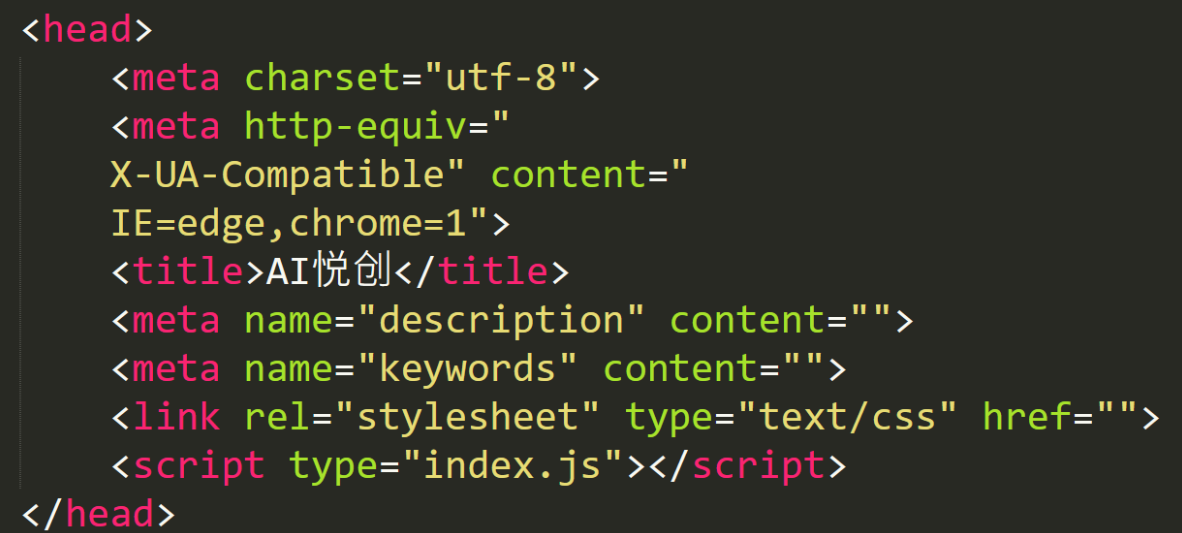 <head>
<meta charset="utf-8">
<meta http-equiv="
X-UA-Compatible" content="
IE=edge,chrome=1">
<title>AI悦创</title>
<meta name="description" content="">
<meta name="keywords" content="">
<link rel="stylesheet" type="text/css" href="">
<script type="index.js"></script>
</head>